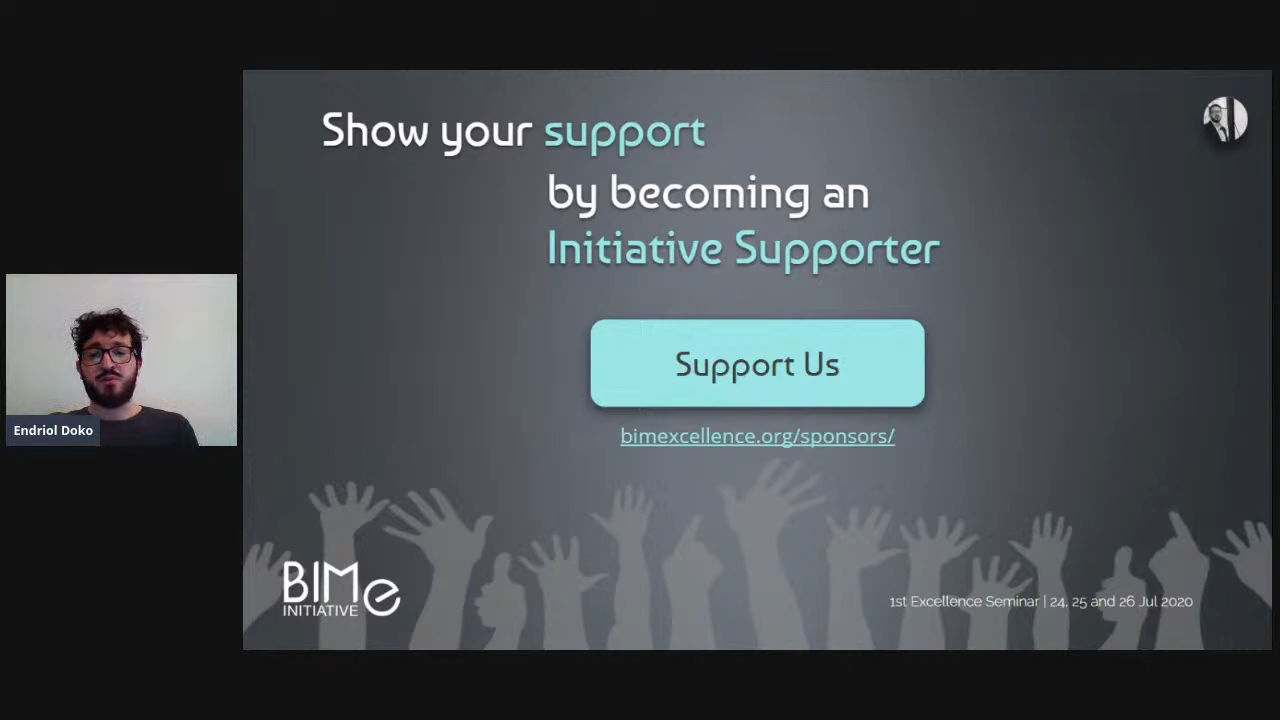 Show your support
by becoming an
Initiative Supporter
Support Us
bimexcellence.org/sponsors/
Endriol Doko
BIMe
INITIATIVE
1st Excellence Seminar | 24, 25 and 26 Jul 2020